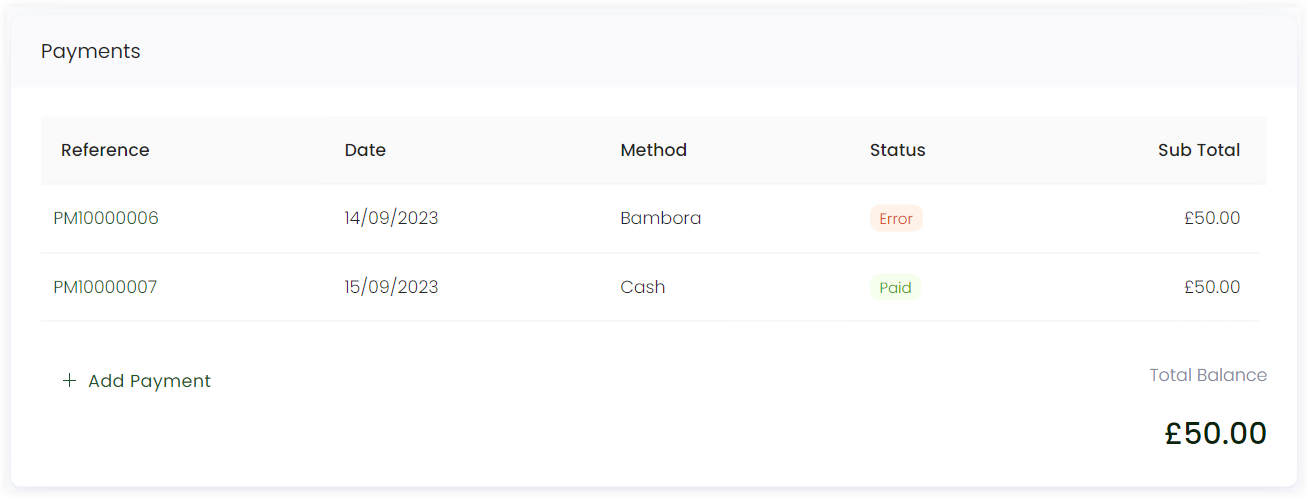 Payments
Reference Date Method Status Sub Total
PM10000006 14/09/2023 Bambora Error £50.00
PM10000007 15/09/2023 Cash Paid £50.00
+ Add Payment
Total Balance
£50.00